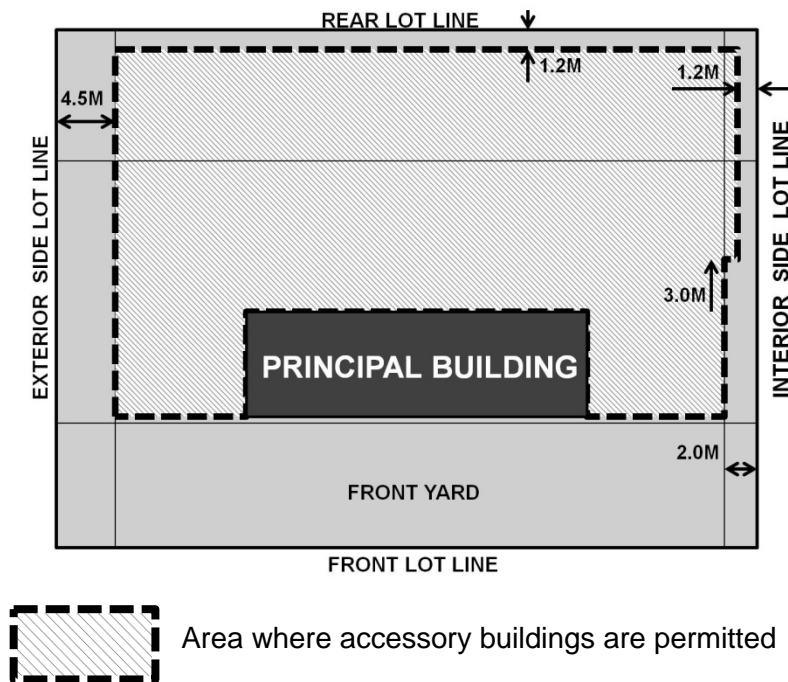 REAR LOT LINE
1.2M
1.2M
4.5M
EXTERIOR SIDE LOT LINE
INTERIOR SIDE LOT LINE
3.0M
PRINCIPAL BUILDING
2.0M
FRONT YARD
FRONT LOT LINE
Area where accessory buildings are permitted